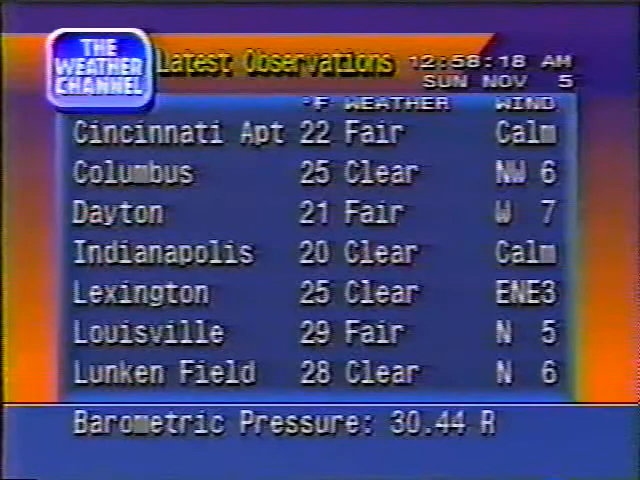 THE
WEATHER
CHANNEL
Latest Observations 12:58:18 AM
SUN NOV 5
°F WEATHER WIND
Cincinnati Apt 22 Fair Calm
Columbus 25 Clear NW 6
Dayton 21 Fair W 7
Indianapolis 20 Clear Calm
Lexington 25 Clear ENE3
Louisville 29 Fair N 5
Lunken Field 28 Clear N 6
Barometric Pressure: 30.44 R